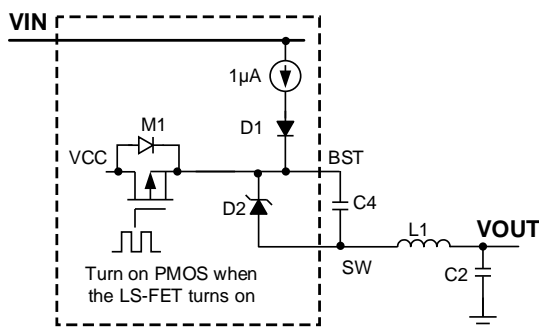 VIN
1µA
D1
M1
VCC
BST
D2
C4
L1
VOUT
SW
C2
Turn on PMOS when
the LS-FET turns on